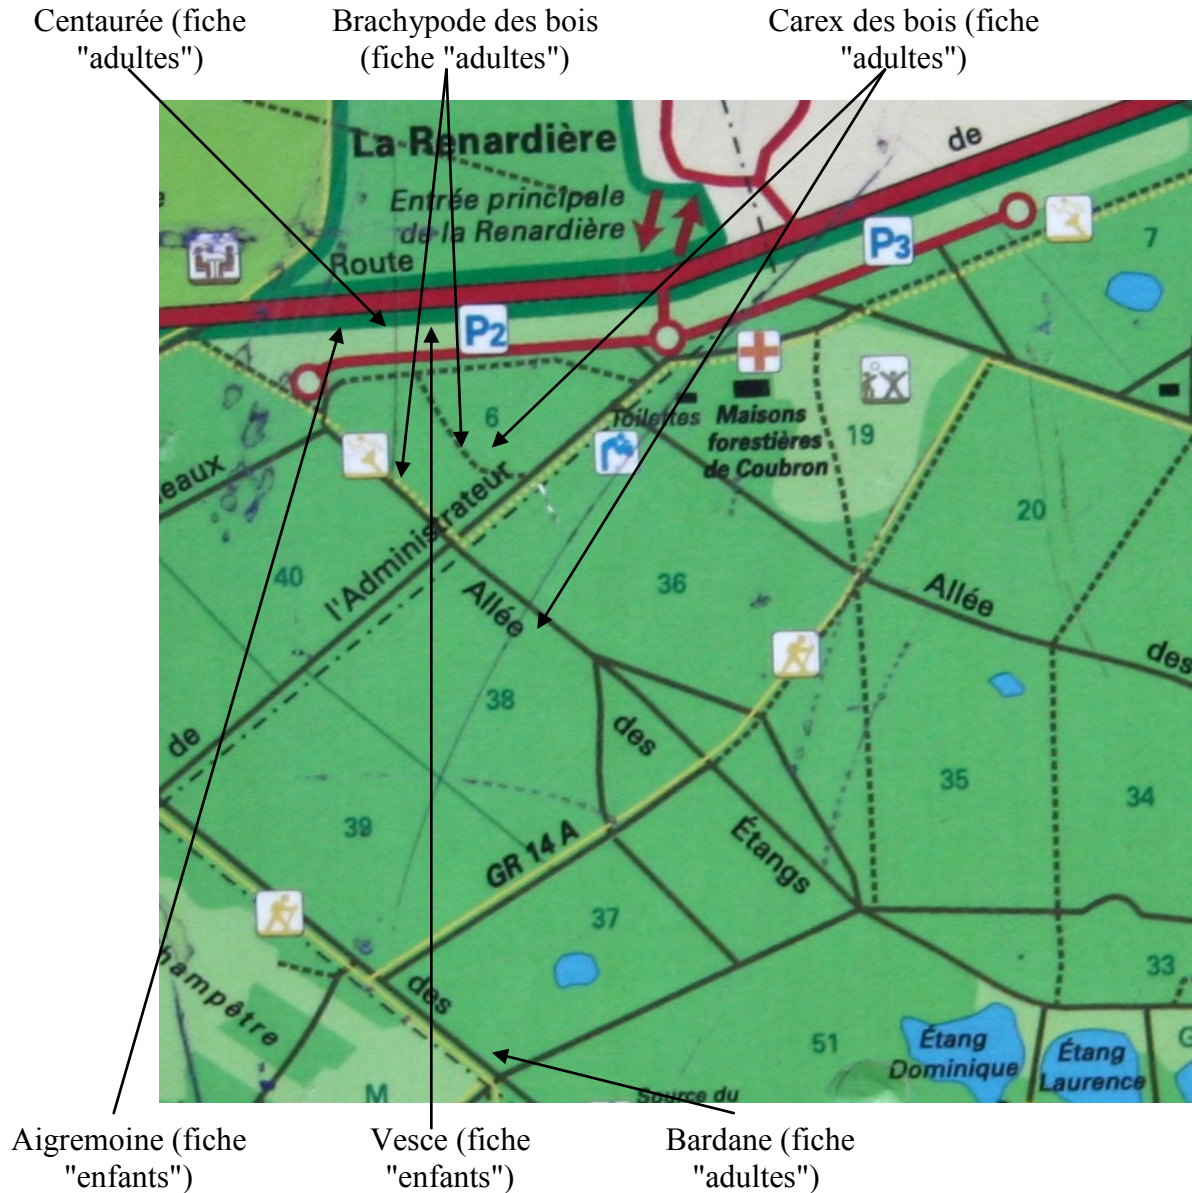 Centaurée (fiche
"adultes")
Brachypode des bois
(fiche "adultes")
Carex des bois (fiche
"adultes")
La Renardière
Entrée principale
de la Renardière
Route
de
P3
7
P2
6
Toilettes
Maisons
forestières
de Coubron
19
eaux
20
40
l'Administrateur
36
Allée
Allée
des
38
des
de
35
34
39
GR 14 A
Étangs
37
33
hampêtre
des
51
Étang
Dominique
Étang
Laurence
G
M
Source du
Aigremoine (fiche
"enfants")
Vesce (fiche
"enfants")
Bardane (fiche
"adultes")